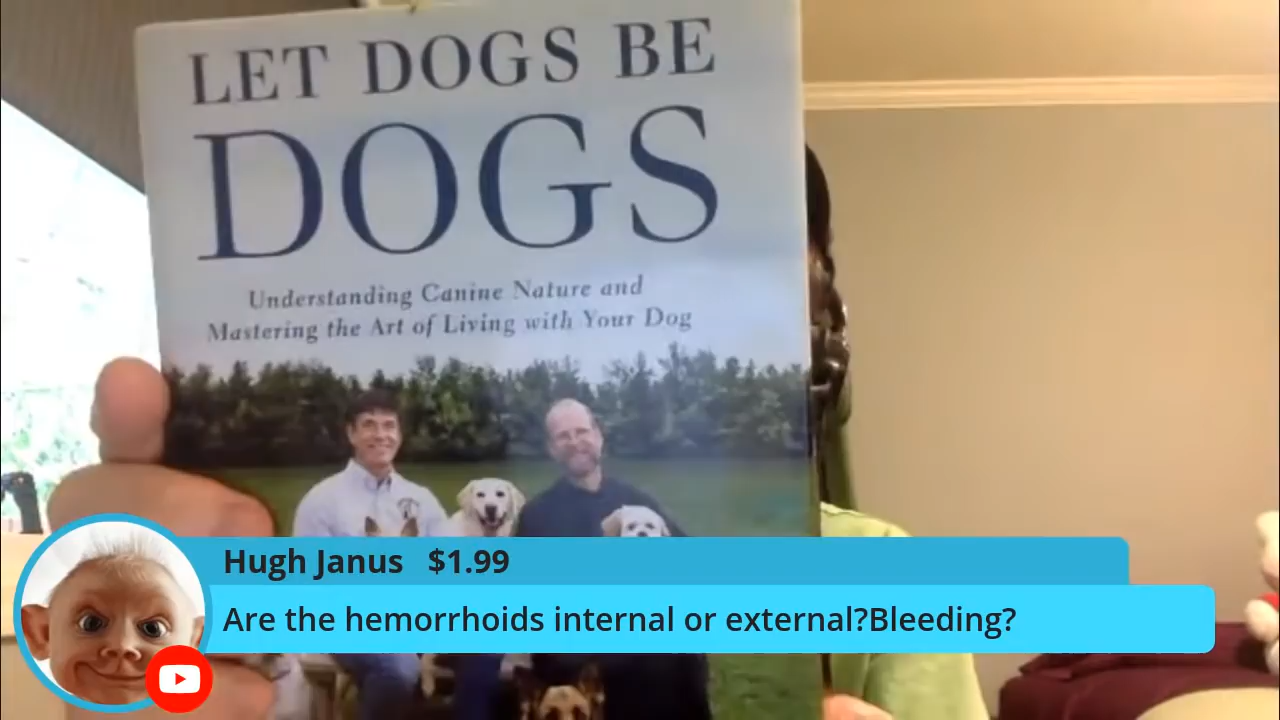 LET DOGS BE
DOGS
Understanding Canine Nature and
Mastering the Art of Living with Your Dog
Hugh Janus $1.99
Are the hemorrhoids internal or external?Bleeding?